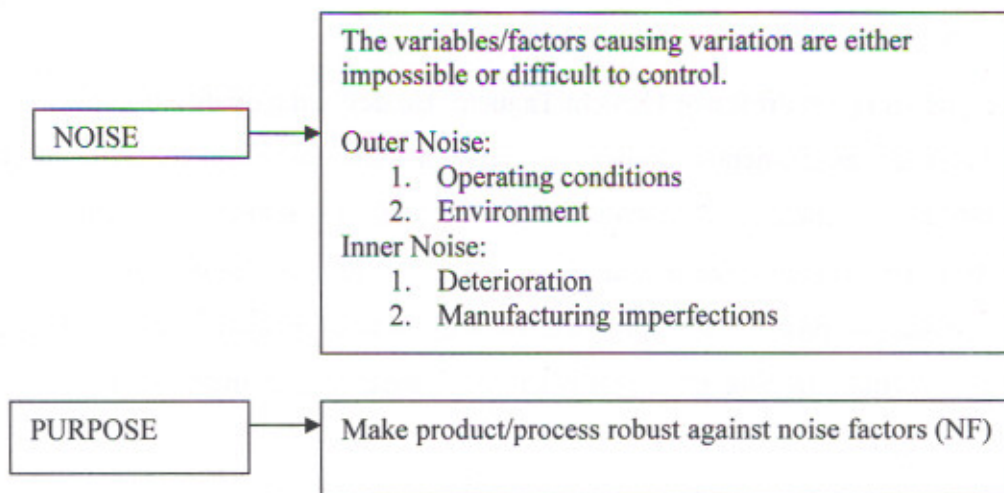 NOISE
The variables/factors causing variation are either
impossible or difficult to control.
Outer Noise:
1. Operating conditions
2. Environment
Inner Noise:
1. Deterioration
2. Manufacturing imperfections
PURPOSE
Make product/process robust against noise factors (NF)